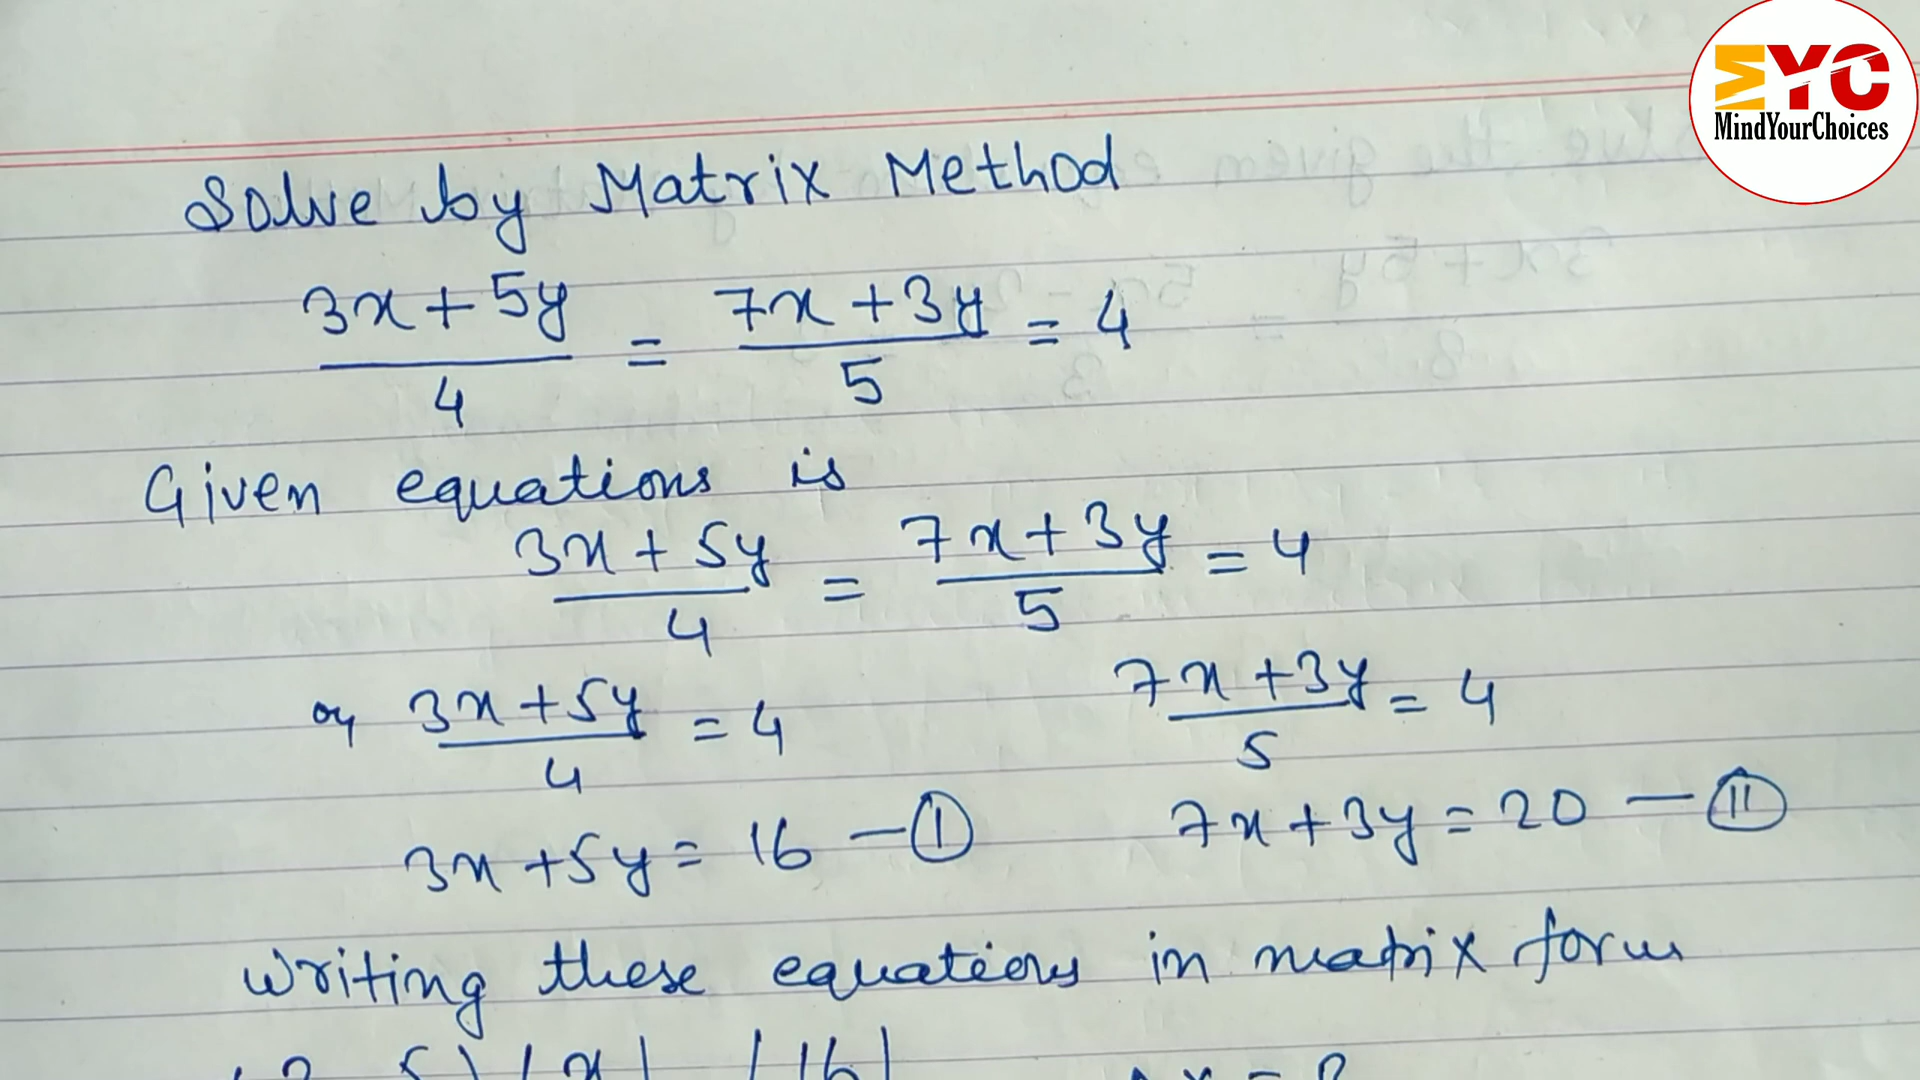 MYC
MindYourChoices
Solve by Matrix Method
3x + 5y / 4 = 7x + 3y / 5 = 4
Given equations is
3x + 5y / 4 = 7x + 3y / 5 = 4
or 3x + 5y / 4 = 4    7x + 3y / 5 = 4
3x + 5y = 16 — I    7x + 3y = 20 — II
Writing these equations in matrix form